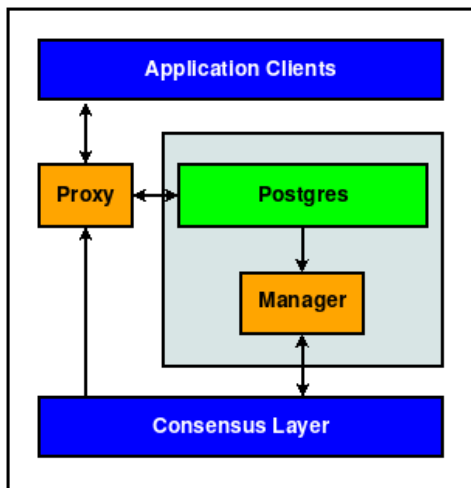 Application Clients
Proxy
Postgres
Manager
Consensus Layer